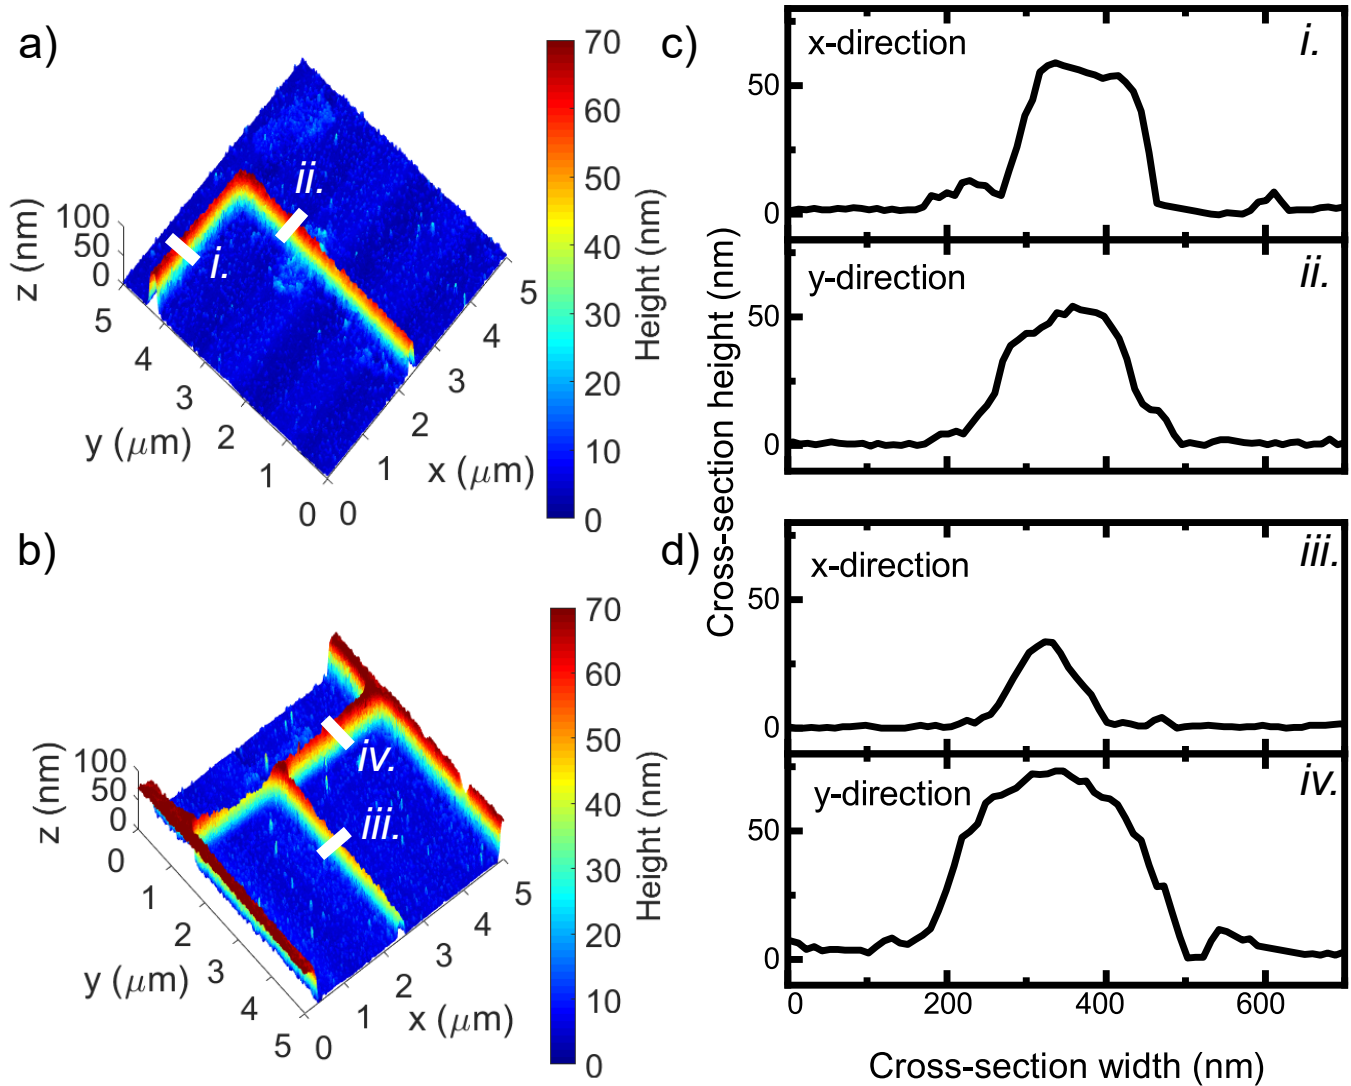 a)
z (nm)
100
50
0
5
4
3
2
1
0
y (μm)
0
1
2
3
4
5
x (μm)
i.
ii.
70
60
50
40
30
20
10
0
Height (nm)
b)
z (nm)
100
50
0
0
1
2
3
4
5
y (μm)
0
1
2
3
4
5
x (μm)
iv.
iii.
70
60
50
40
30
20
10
0
Height (nm)
c)
x-direction
i.
50
0
y-direction
ii.
50
0
Cross-section height (nm)
d)
x-direction
iii.
50
0
y-direction
iv.
50
0
0
200
400
600
Cross-section width (nm)